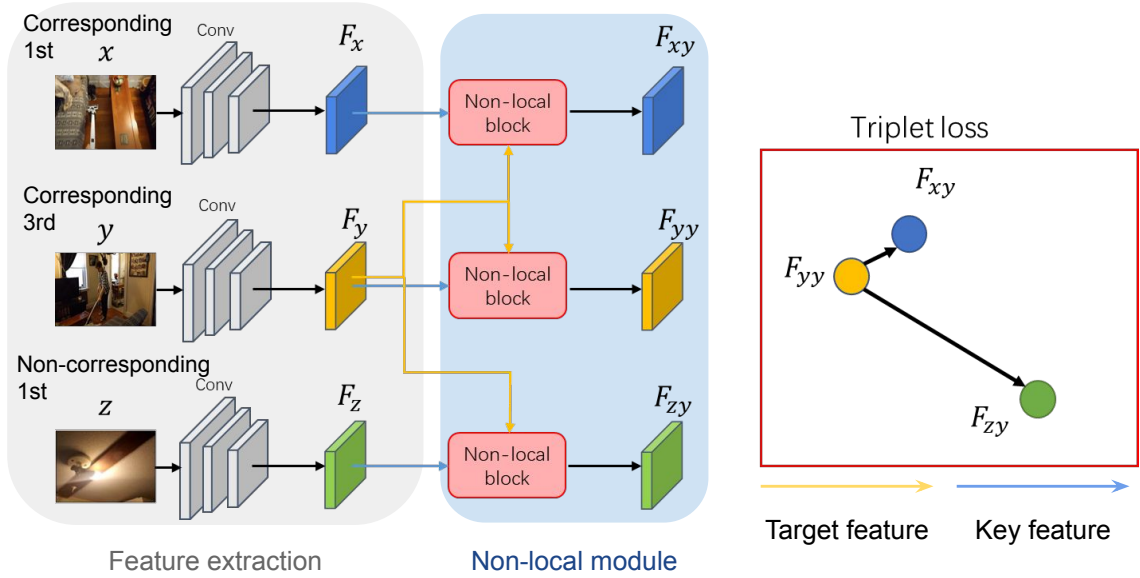 Corresponding
1st
x
Conv
F_x
F_xy
Non-local
block
Corresponding
3rd
y
Conv
F_y
F_yy
Non-local
block
Non-corresponding
1st
z
Conv
F_z
F_zy
Non-local
block
Feature extraction
Non-local module
Triplet loss
F_xy
F_yy
F_zy
Target feature
Key feature